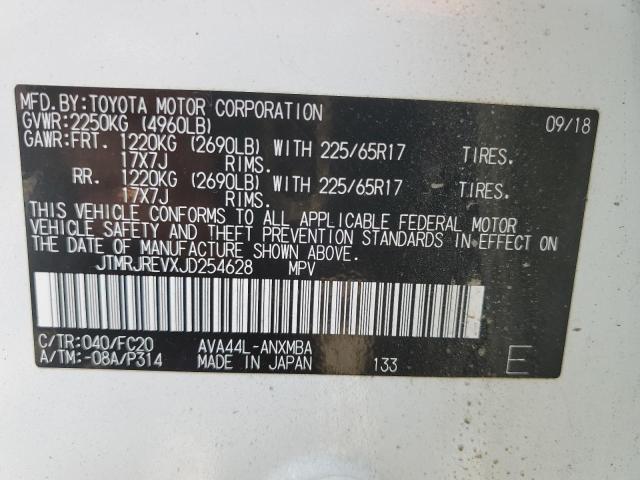 MFD.BY:TOYOTA MOTOR CORPORATION 09/18
GVWR:2250KG (4960LB)
GAWR:FRT. 1220KG (2690LB) WITH 225/65R17 TIRES.
17X7J RIMS.
RR. 1220KG (2690LB) WITH 225/65R17 TIRES.
17X7J RIMS.
THIS VEHICLE CONFORMS TO ALL APPLICABLE FEDERAL MOTOR
VEHICLE SAFETY AND THEFT PREVENTION STANDARDS IN EFFECT ON
THE DATE OF MANUFACTURE SHOWN ABOVE.
JTMRJREVXJD254628 MPV
C/TR:040/FC20 AVA44L-ANXMBA
A/TM:-08A/P314 MADE IN JAPAN 133 E